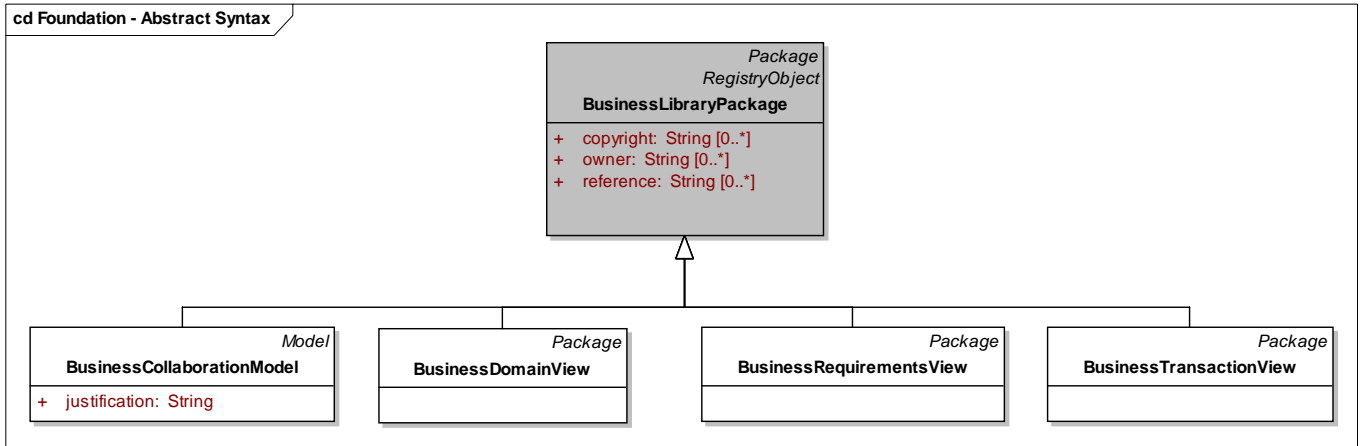 cd Foundation - Abstract Syntax
Package
RegistryObject
BusinessLibraryPackage
+ copyright: String [0..*]
+ owner: String [0..*]
+ reference: String [0..*]
Model
BusinessCollaborationModel
+ justification: String
Package
BusinessDomainView
Package
BusinessRequirementsView
Package
BusinessTransactionView